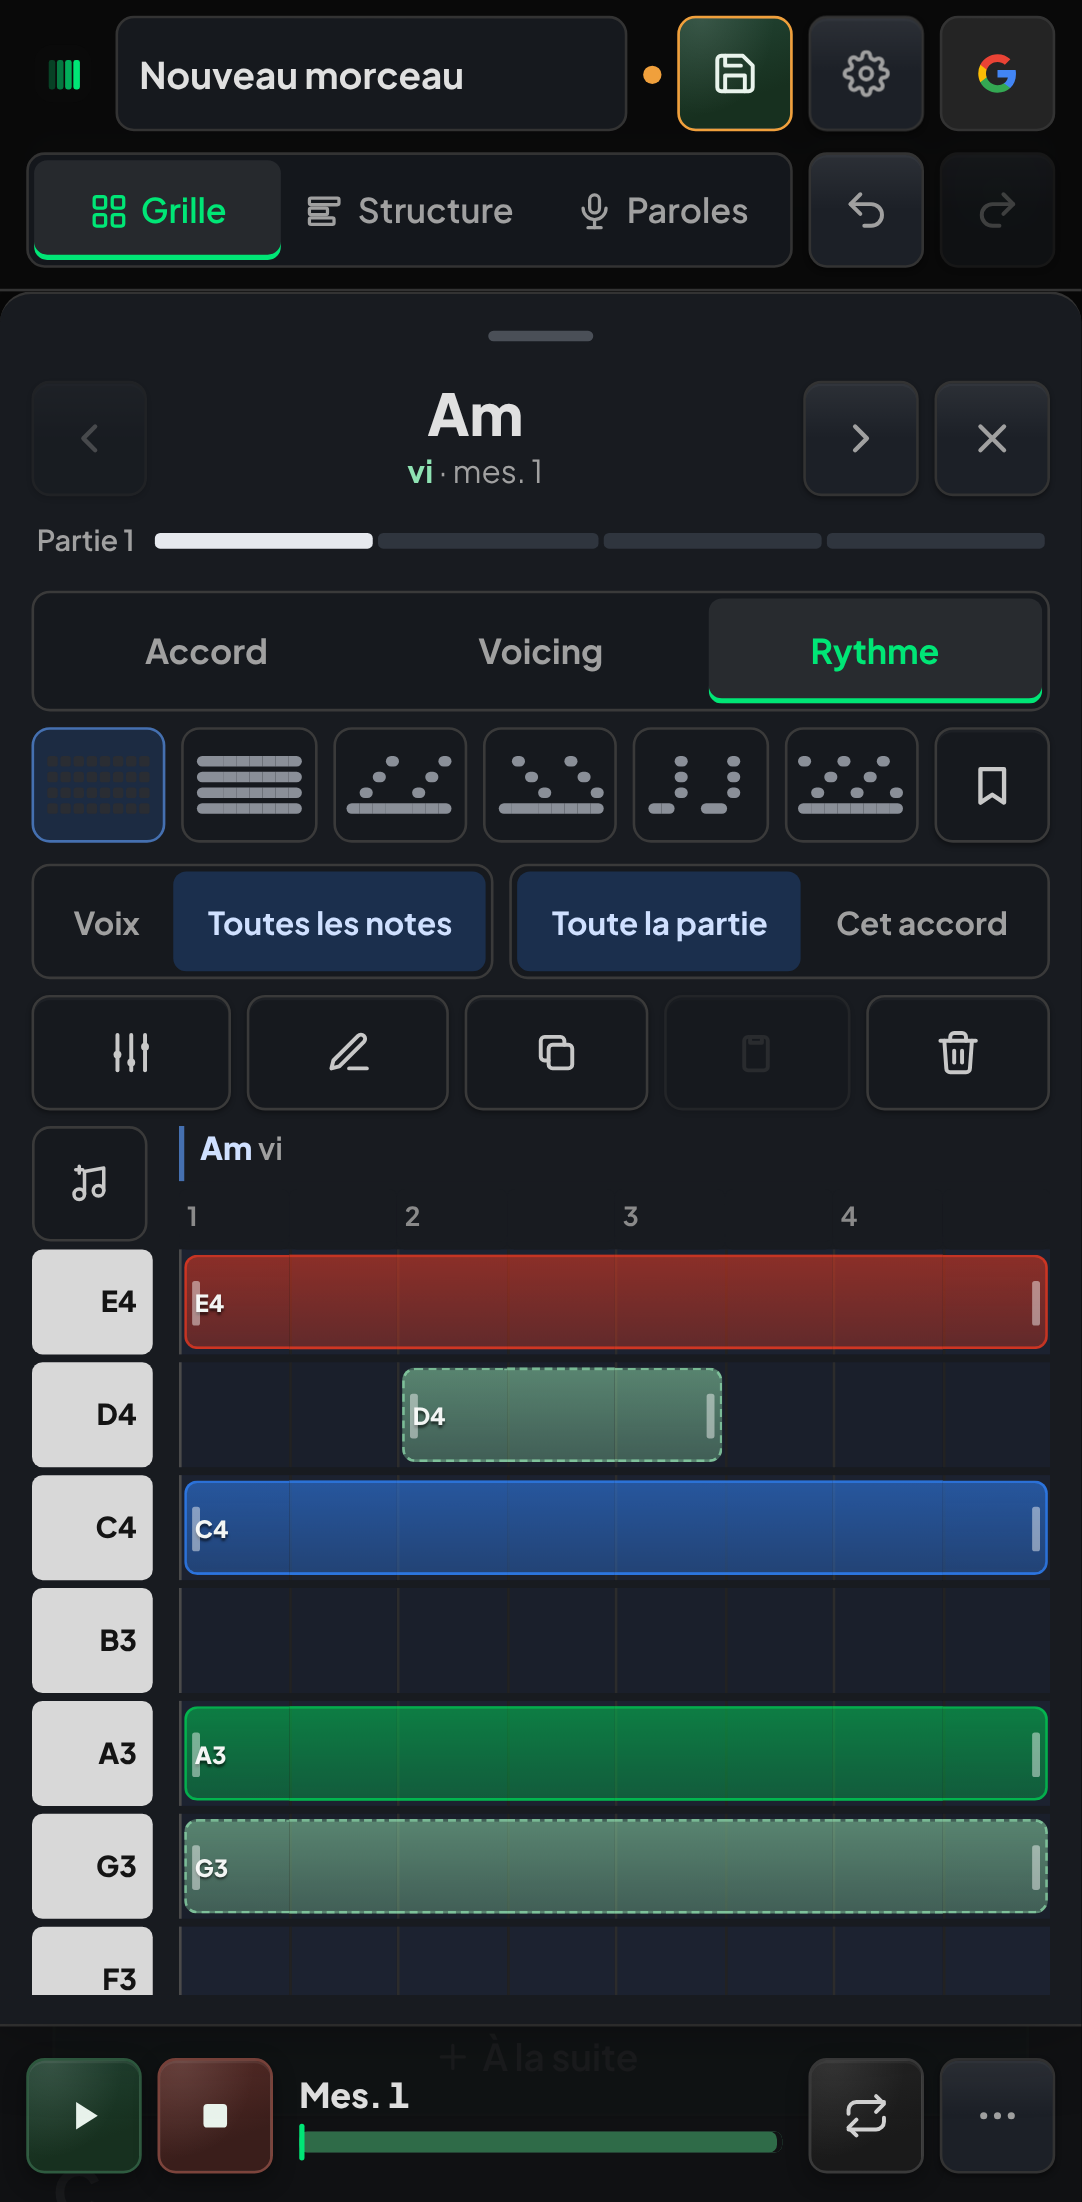 Nouveau morceau
Grille Structure Paroles
Am
vi · mes. 1
Partie 1
Accord Voicing Rythme
Voix Toutes les notes Toute la partie Cet accord
Am vi
1 2 3 4
E4 E4
D4 D4
C4 C4
B3
A3 A3
G3 G3
F3
+ À la suite
Mes. 1